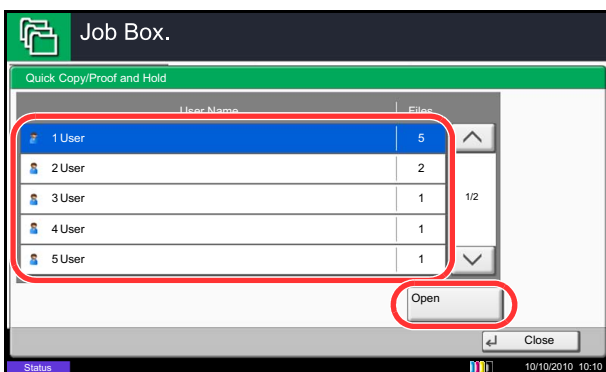 Job Box.
Quick Copy/Proof and Hold
User Name Files
1 User 5
2 User 2
3 User 1
1/2
4 User 1
5 User 1
Open
Close
Status 10/10/2010 10:10